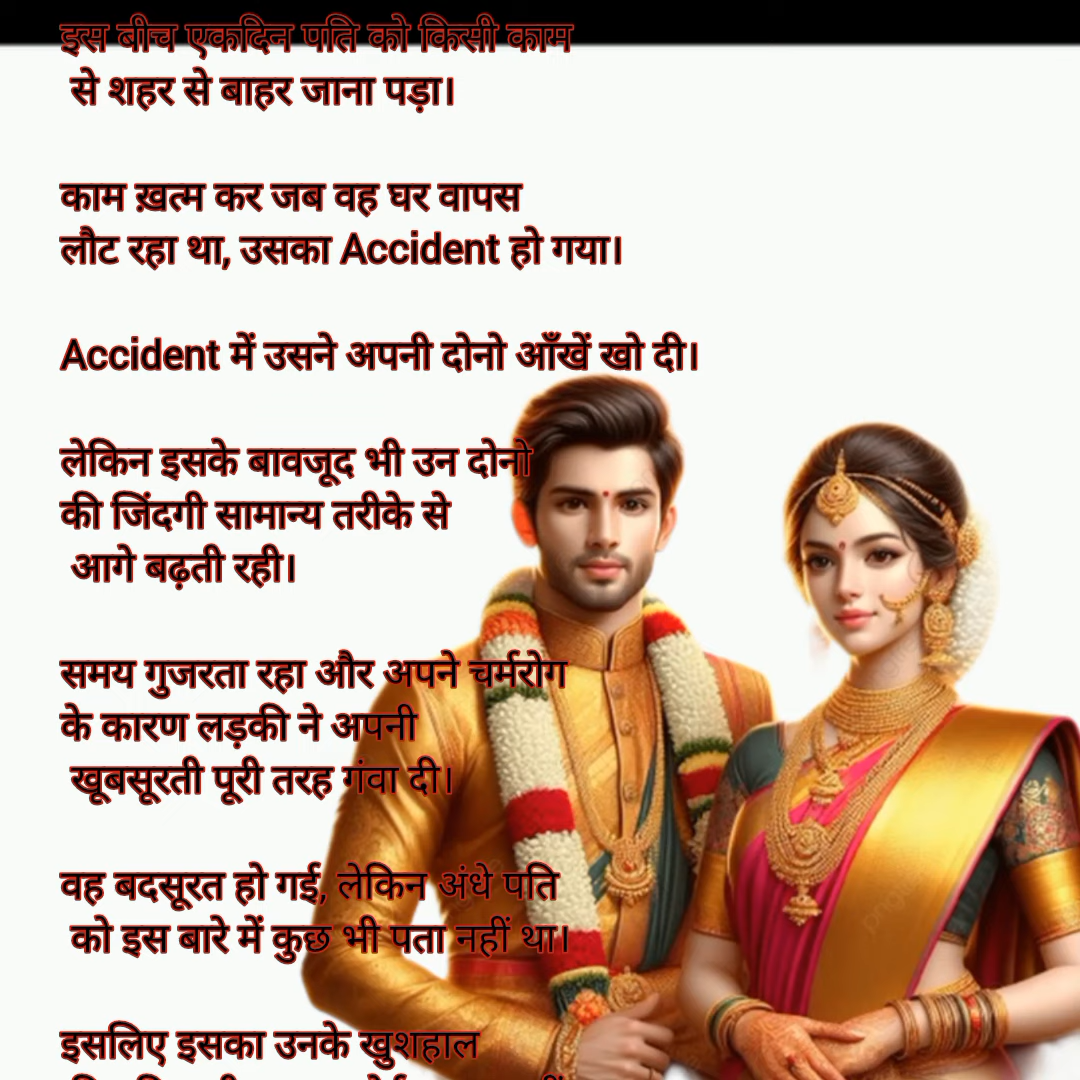 इस बीच एकदिन पति को किसी काम
से शहर से बाहर जाना पड़ा।
काम ख़त्म कर जब वह घर वापस
लौट रहा था, उसका Accident हो गया।
Accident में उसने अपनी दोनो आँखें खो दी।
लेकिन इसके बावजूद भी उन दोनो
की जिंदगी सामान्य तरीके से
आगे बढ़ती रही।
समय गुजरता रहा और अपने चर्मरोग
के कारण लड़की ने अपनी
खूबसूरती पूरी तरह गंवा दी।
वह बदसूरत हो गई, लेकिन अंधे पति
को इस बारे में कुछ भी पता नहीं था।
इसलिए इसका उनके खुशहाल